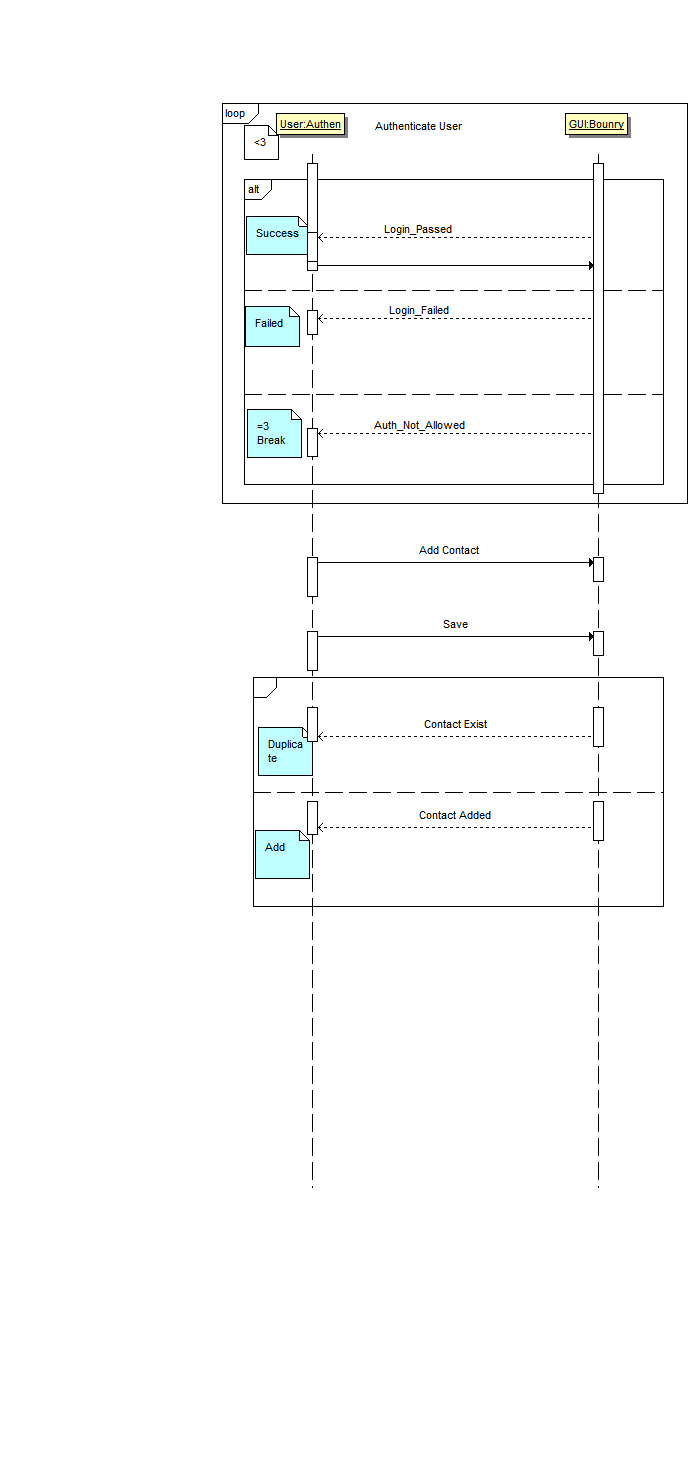 loop
User:Authen
Authenticate User
GUI:Bounry
<3
alt
Success
Login_Passed
Failed
Login_Failed
=3
Break
Auth_Not_Allowed
Add Contact
Save
Contact Exist
Duplica
te
Contact Added
Add